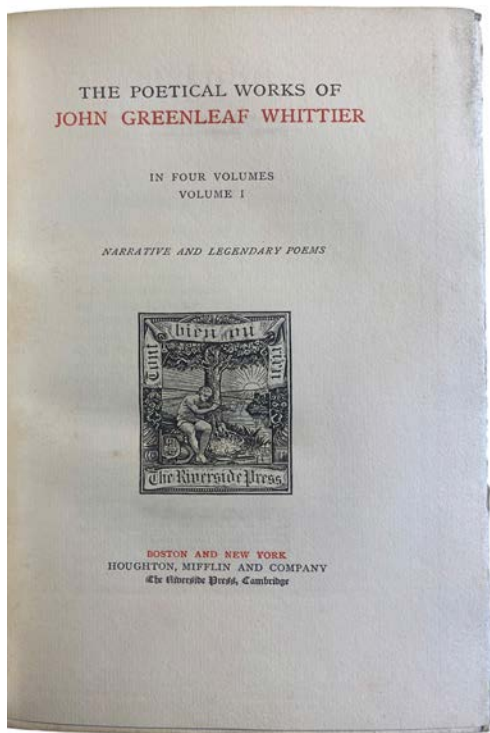 THE POETICAL WORKS OF
JOHN GREENLEAF WHITTIER
IN FOUR VOLUMES
VOLUME I
NARRATIVE AND LEGENDARY POEMS
Tout bien ou rien
The Riverside Press
BOSTON AND NEW YORK
HOUGHTON, MIFFLIN AND COMPANY
The Riverside Press, Cambridge